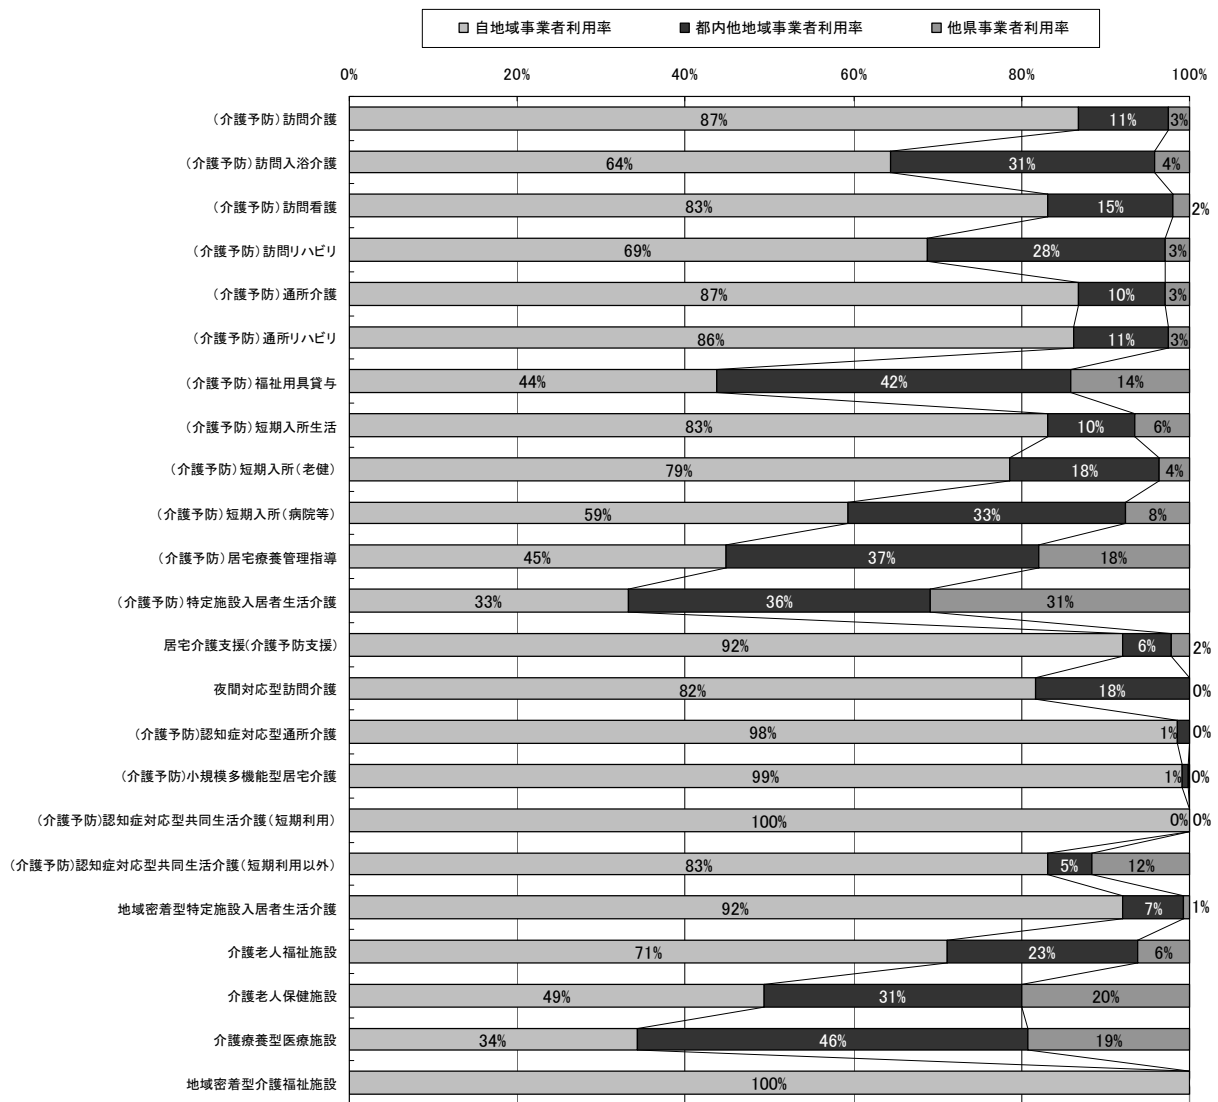 自地域事業者利用率 都内他地域事業者利用率 他県事業者利用率
0% 20% 40% 60% 80% 100%
（介護予防）訪問介護 87% 11% 3%
（介護予防）訪問入浴介護 64% 31% 4%
（介護予防）訪問看護 83% 15% 2%
（介護予防）訪問リハビリ 69% 28% 3%
（介護予防）通所介護 87% 10% 3%
（介護予防）通所リハビリ 86% 11% 3%
（介護予防）福祉用具貸与 44% 42% 14%
（介護予防）短期入所生活 83% 10% 6%
（介護予防）短期入所（老健） 79% 18% 4%
（介護予防）短期入所（病院等） 59% 33% 8%
（介護予防）居宅療養管理指導 45% 37% 18%
（介護予防）特定施設入居者生活介護 33% 36% 31%
居宅介護支援(介護予防支援) 92% 6% 2%
夜間対応型訪問介護 82% 18% 0%
（介護予防)認知症対応型通所介護 98% 1% 0%
（介護予防)小規模多機能型居宅介護 99% 1% 0%
（介護予防)認知症対応型共同生活介護（短期利用） 100% 0% 0%
（介護予防)認知症対応型共同生活介護（短期利用以外） 83% 5% 12%
地域密着型特定施設入居者生活介護 92% 7% 1%
介護老人福祉施設 71% 23% 6%
介護老人保健施設 49% 31% 20%
介護療養型医療施設 34% 46% 19%
地域密着型介護福祉施設 100%